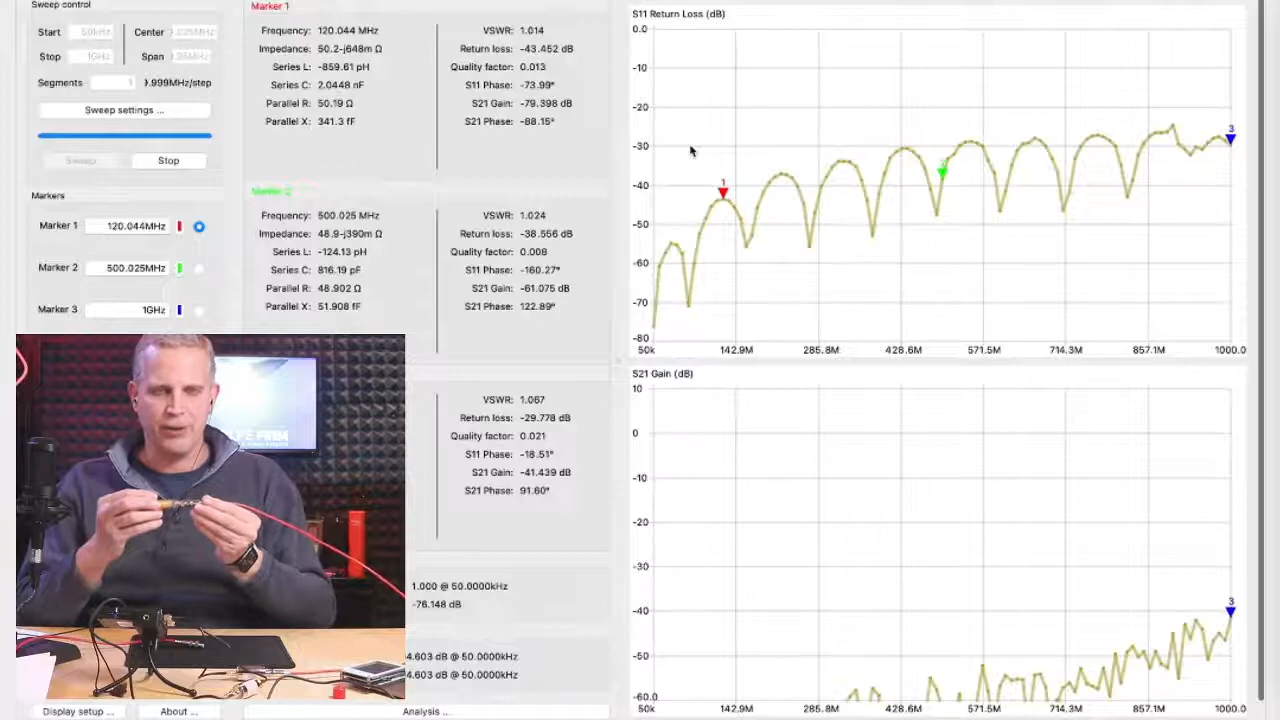 Sweep control
Start 50kHz Center
Stop 1GHz Span
Segments 1 .999MHz/step
Sweep settings ...
Sweep Stop
Markers
Marker 1 120.044MHz
Marker 2 500.025MHz
Marker 3 1GHz
Marker 1
Frequency: 120.044 MHz
Impedance: 50.2-j648m Ω
Series L: -859.61 pH
Series C: 2.0448 nF
Parallel R: 50.19 Ω
Parallel X: 341.3 fF
VSWR: 1.014
Return loss: -43.452 dB
Quality factor: 0.013
S11 Phase: -73.99°
S21 Gain: -79.398 dB
S21 Phase: -88.15°
Marker 2
Frequency: 500.025 MHz
Impedance: 48.9-j390m Ω
Series L: -124.13 pH
Series C: 816.19 pF
Parallel R: 48.902 Ω
Parallel X: 51.908 fF
VSWR: 1.024
Return loss: -38.556 dB
Quality factor: 0.008
S11 Phase: -160.27°
S21 Gain: -61.075 dB
S21 Phase: 122.89°
VSWR: 1.067
Return loss: -29.778 dB
Quality factor: 0.021
S11 Phase: -18.51°
S21 Gain: -41.439 dB
S21 Phase: 91.60°
1.000 @ 50.0000kHz
-76.148 dB
4.603 dB @ 50.0000kHz
4.603 dB @ 50.0000kHz
Display setup ... About ... Analysis ...
S11 Return Loss (dB)
0.0
-10
-20
-30
-40
-50
-60
-70
-80
1
2
3
50k 142.9M 285.8M 428.6M 571.5M 714.3M 857.1M 1000.0
S21 Gain (dB)
10
0
-10
-20
-30
-40
-50
-60.0
3
50k 142.9M 285.8M 428.6M 571.5M 714.3M 857.1M 1000.0